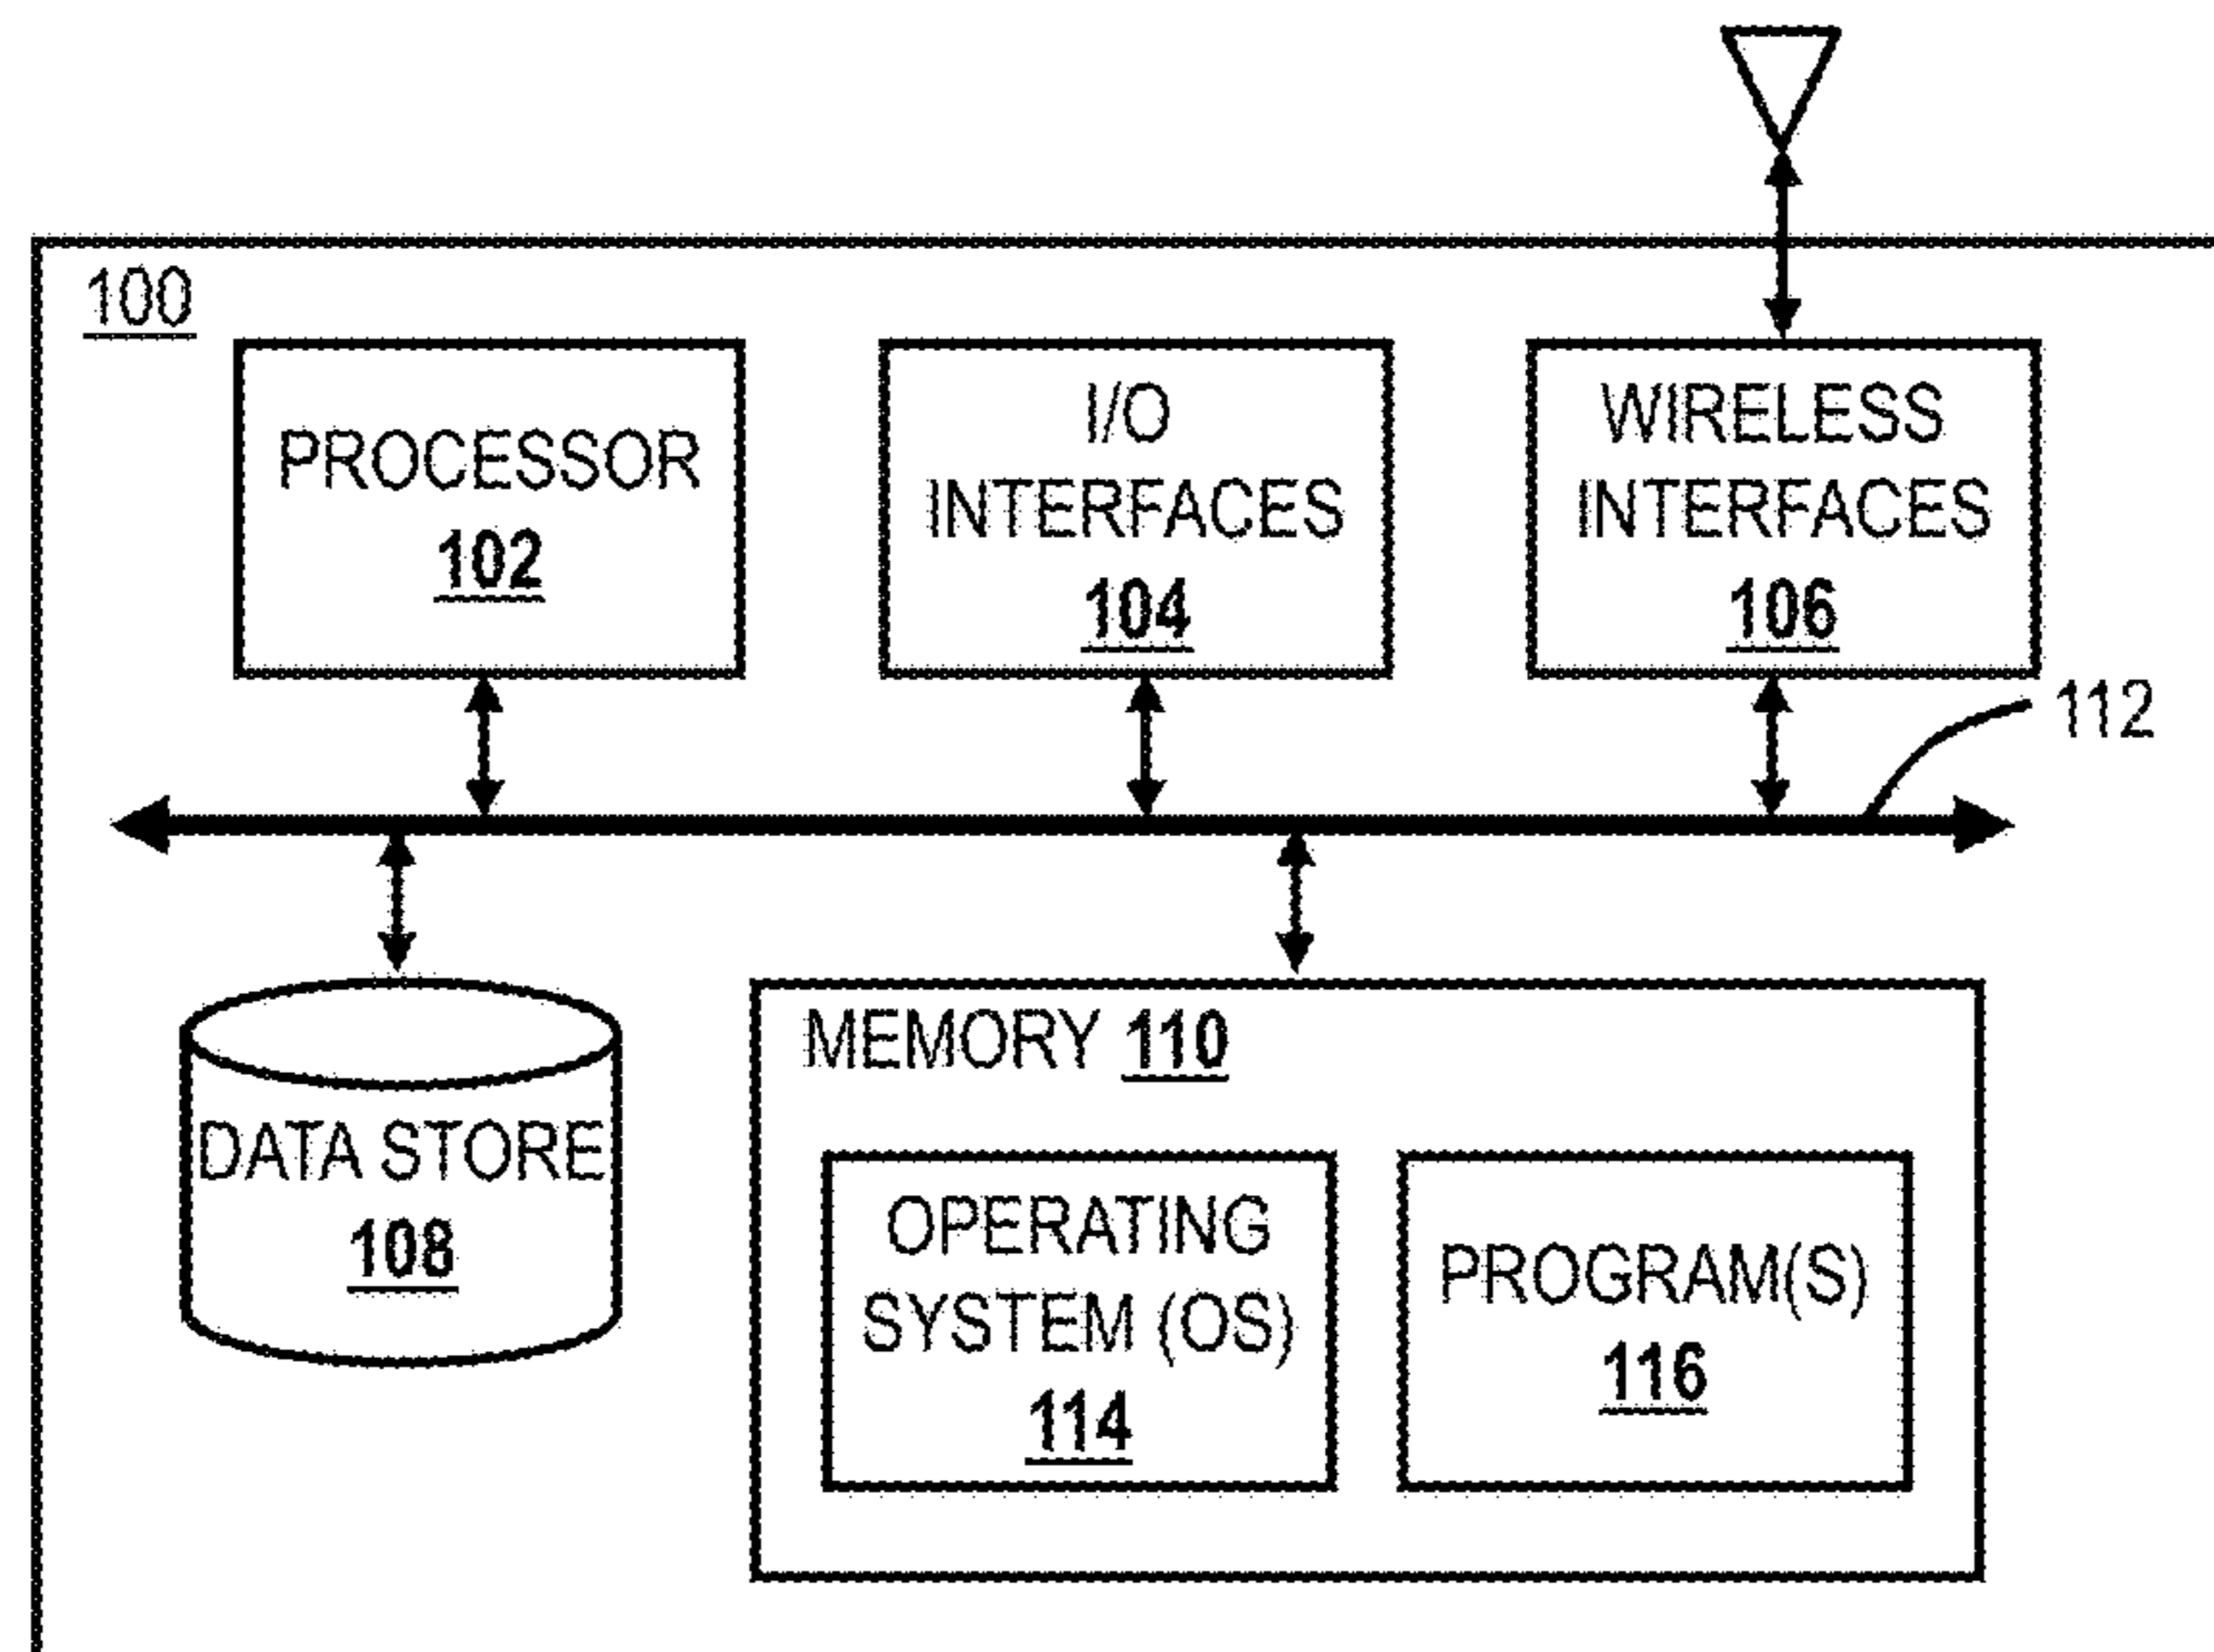 100
PROCESSOR
102
I/O
INTERFACES
104
WIRELESS
INTERFACES
106
112
DATA STORE
108
MEMORY 110
OPERATING
SYSTEM (OS)
114
PROGRAM(S)
116